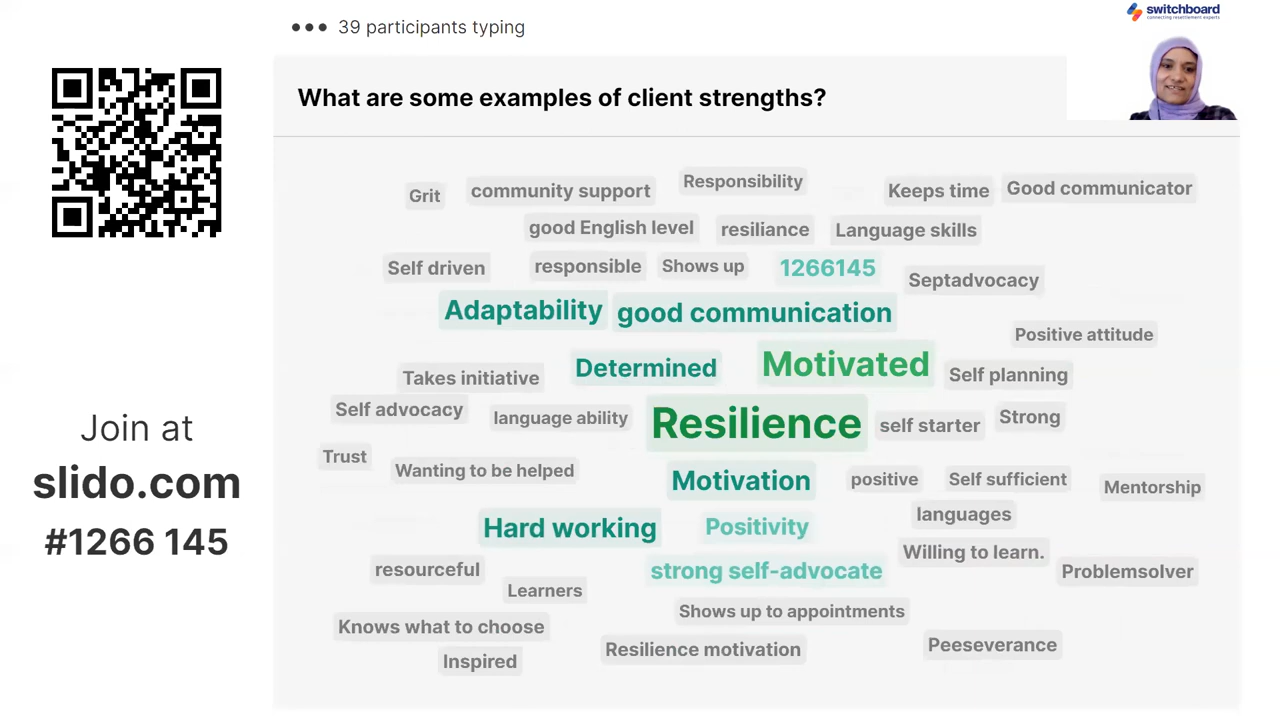 39 participants typing
switchboard
connecting resettlement experts
What are some examples of client strengths?
Grit
community support
Responsibility
Keeps time
Good communicator
good English level
resiliance
Language skills
Self driven
responsible
Shows up
1266145
Septadvocacy
Adaptability
good communication
Positive attitude
Takes initiative
Determined
Motivated
Self planning
Self advocacy
language ability
Resilience
self starter
Strong
Trust
Wanting to be helped
Motivation
positive
Self sufficient
Mentorship
languages
Hard working
Positivity
Willing to learn.
resourceful
strong self-advocate
Problemsolver
Learners
Shows up to appointments
Knows what to choose
Resilience motivation
Peeseverance
Inspired
Join at
slido.com
#1266 145